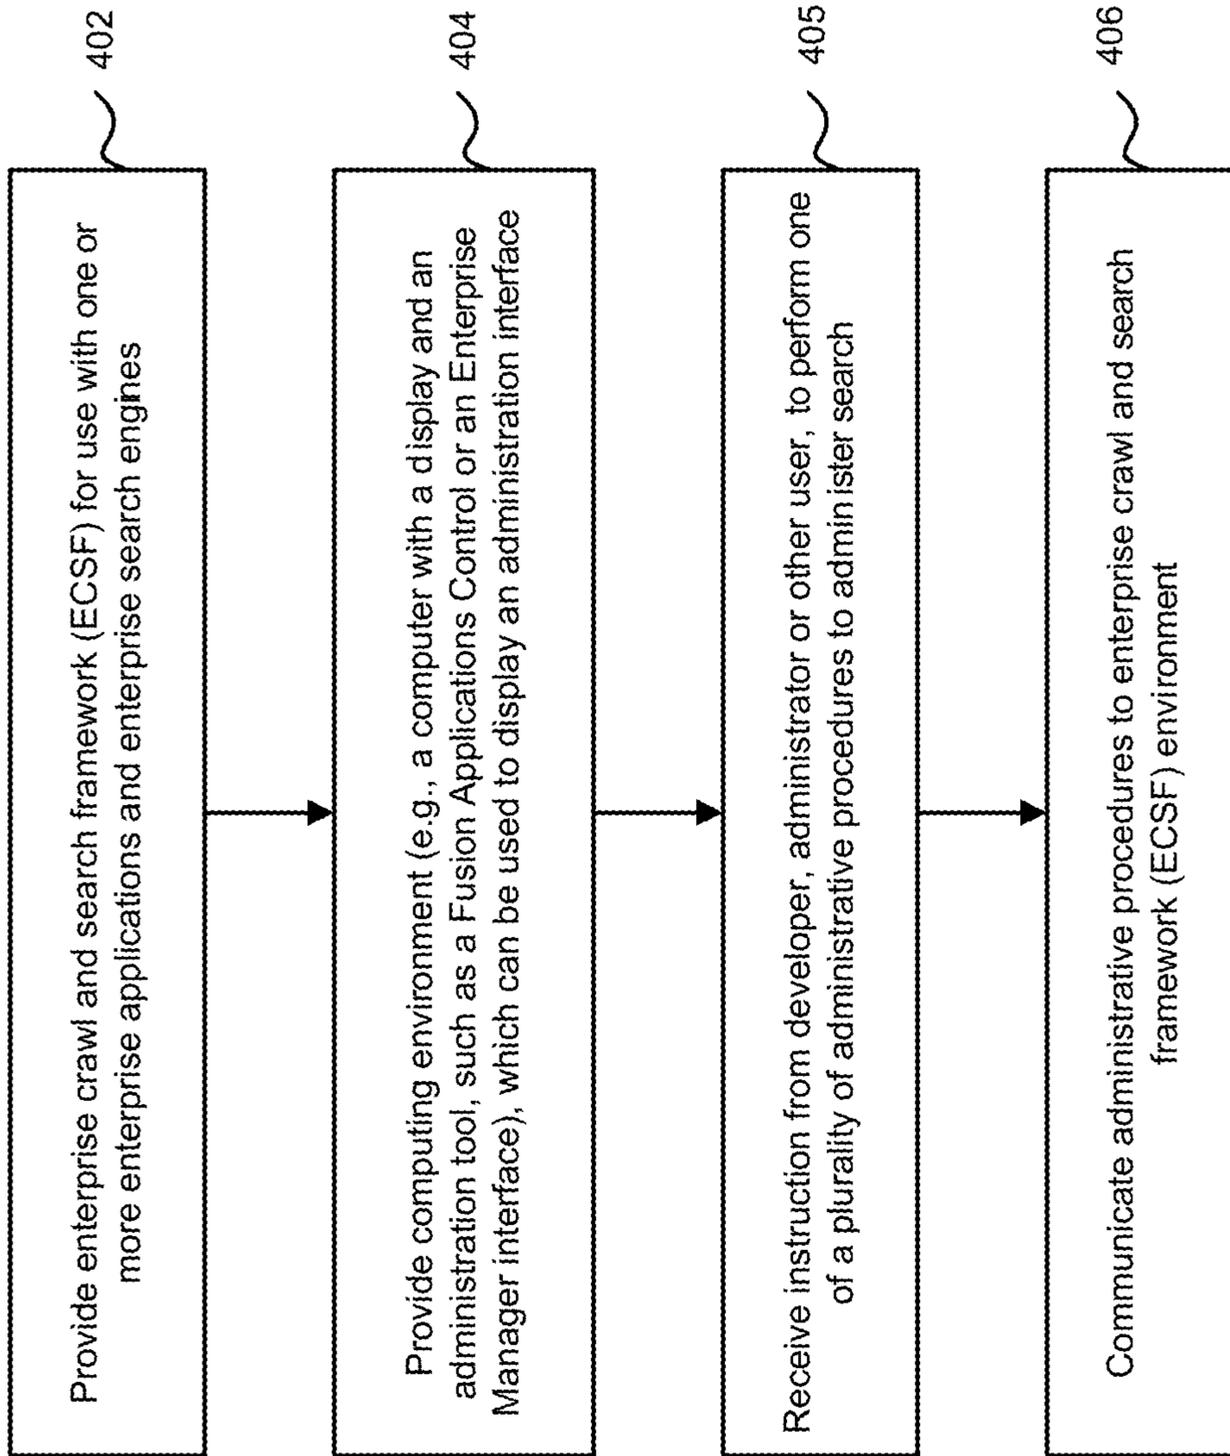 402
Provide enterprise crawl and search framework (ECSF) for use with one or
more enterprise applications and enterprise search engines
404
Provide computing environment (e.g., a computer with a display and an
administration tool, such as a Fusion Applications Control or an Enterprise
Manager interface), which can be used to display an administration interface
405
Receive instruction from developer, administrator or other user, to perform one
of a plurality of administrative procedures to administer search
406
Communicate administrative procedures to enterprise crawl and search
framework (ECSF) environment